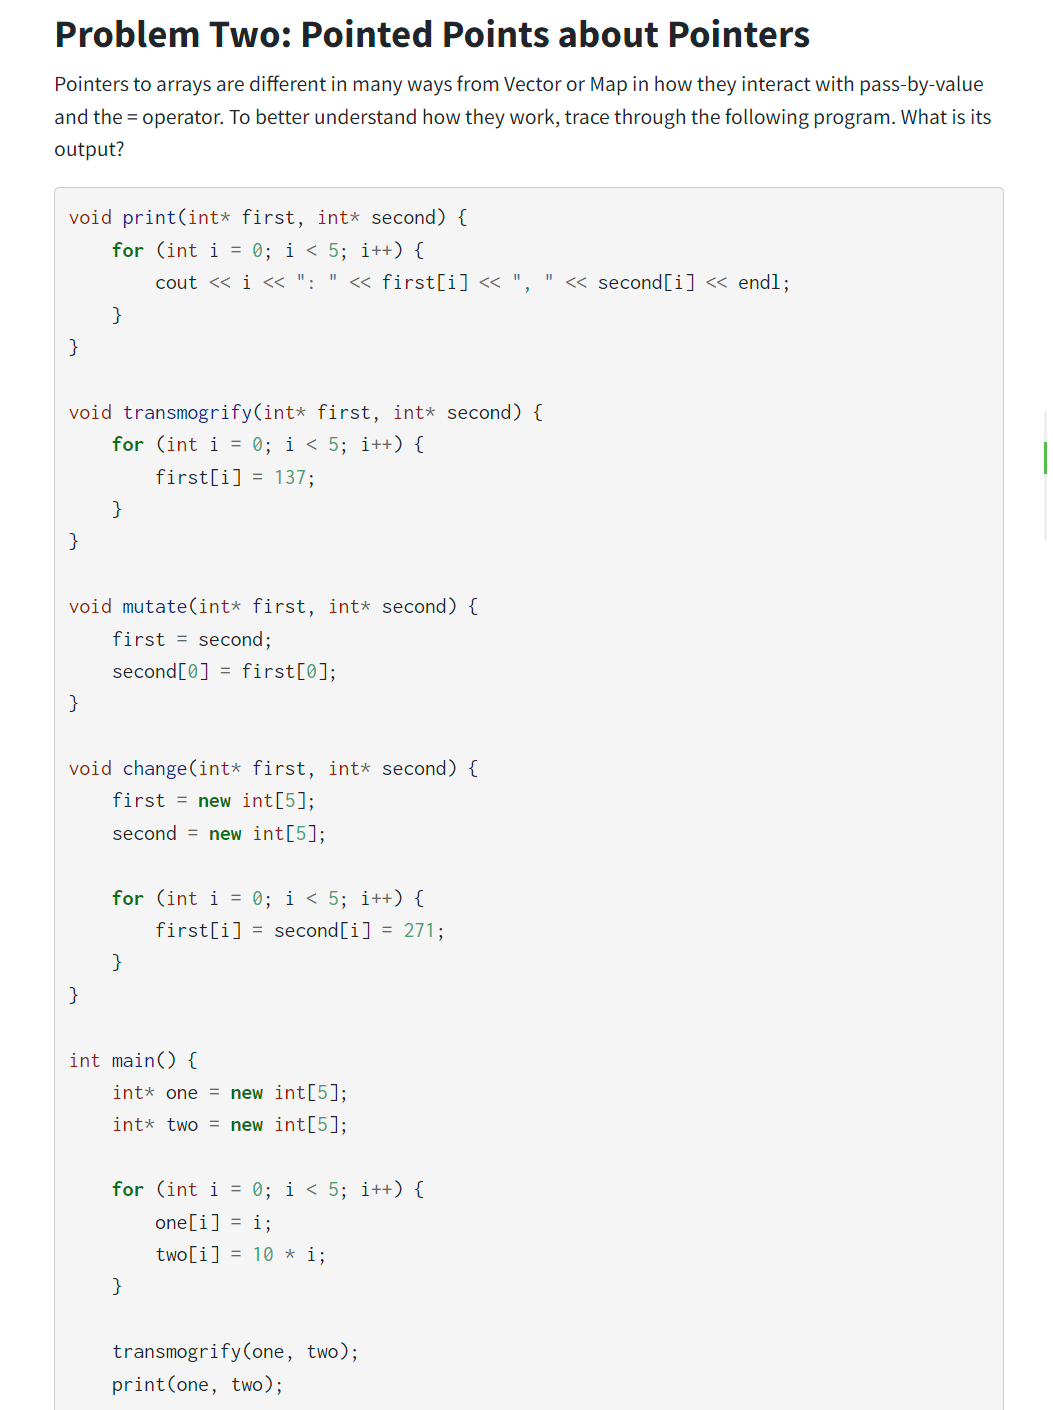 Problem Two: Pointed Points about Pointers
Pointers to arrays are different in many ways from Vector or Map in how they interact with pass-by-value
and the = operator. To better understand how they work, trace through the following program. What is its
output?
void print(int* first, int* second) {
    for (int i = 0; i < 5; i++) {
        cout << i << ": " << first[i] << ", " << second[i] << endl;
    }
}

void transmogrify(int* first, int* second) {
    for (int i = 0; i < 5; i++) {
        first[i] = 137;
    }
}

void mutate(int* first, int* second) {
    first = second;
    second[0] = first[0];
}

void change(int* first, int* second) {
    first = new int[5];
    second = new int[5];

    for (int i = 0; i < 5; i++) {
        first[i] = second[i] = 271;
    }
}

int main() {
    int* one = new int[5];
    int* two = new int[5];

    for (int i = 0; i < 5; i++) {
        one[i] = i;
        two[i] = 10 * i;
    }

    transmogrify(one, two);
    print(one, two);